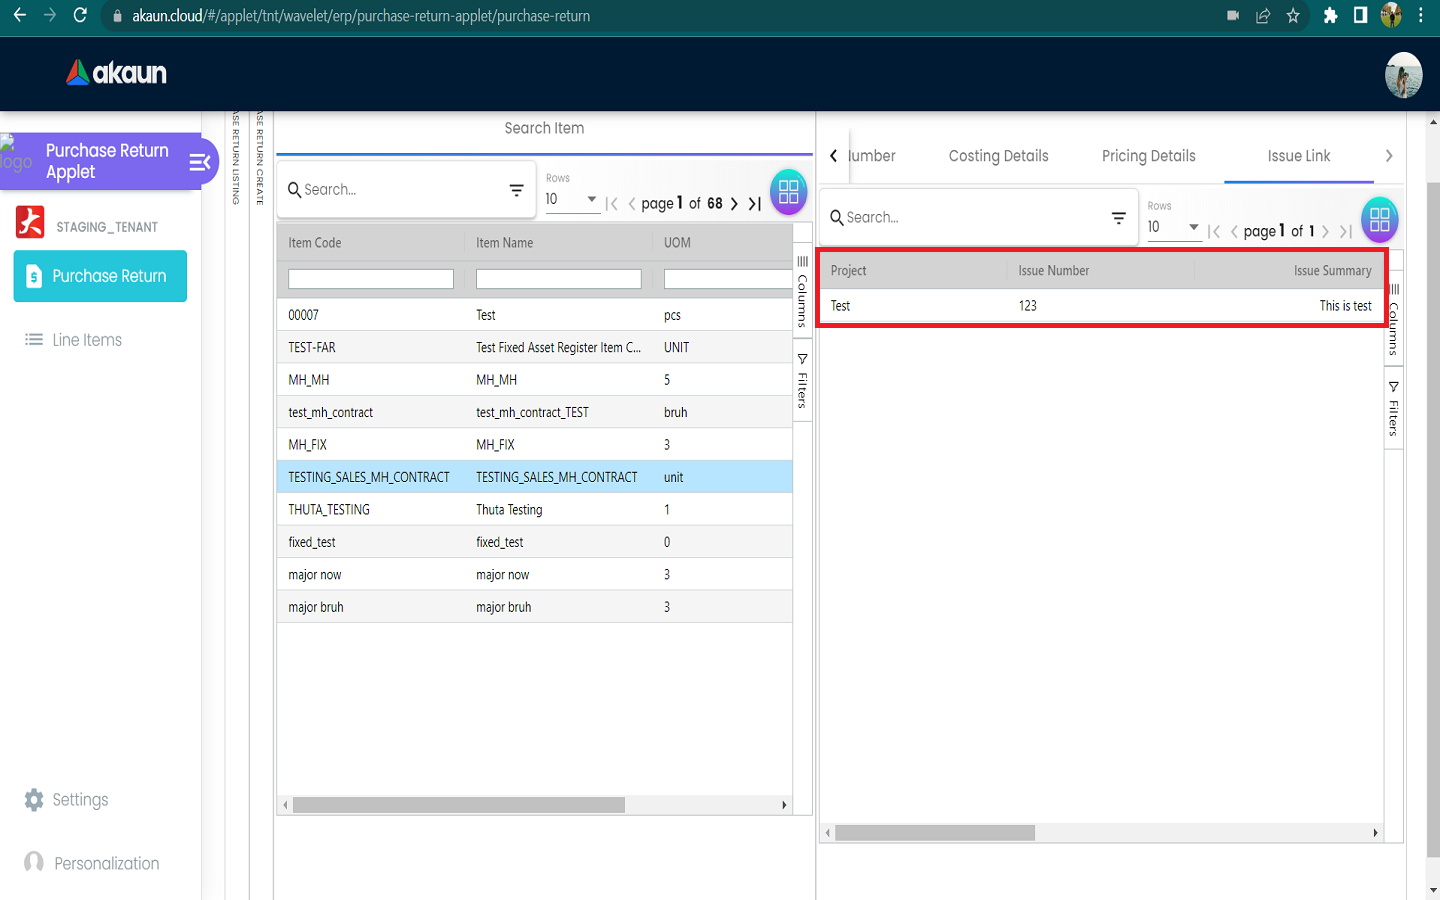 akaun.cloud/#/applet/tnt/wavelet/erp/purchase-return-applet/purchase-return
akaun
logo
Purchase Return
Applet
STAGING_TENANT
Purchase Return
Line Items
Settings
Personalization
SE RETURN LISTING
SE RETURN CREATE
Search Item
Search...
Rows
10
page 1 of 68
Item Code Item Name UOM
00007 Test pcs
TEST-FAR Test Fixed Asset Register Item C... UNIT
MH_MH MH_MH 5
test_mh_contract test_mh_contract_TEST bruh
MH_FIX MH_FIX 3
TESTING_SALES_MH_CONTRACT TESTING_SALES_MH_CONTRACT unit
THUTA_TESTING Thuta Testing 1
fixed_test fixed_test 0
major now major now 3
major bruh major bruh 3
Columns
Filters
umber Costing Details Pricing Details Issue Link
Search...
Rows
10
page 1 of 1
Project Issue Number Issue Summary
Test 123 This is test
Columns
Filters